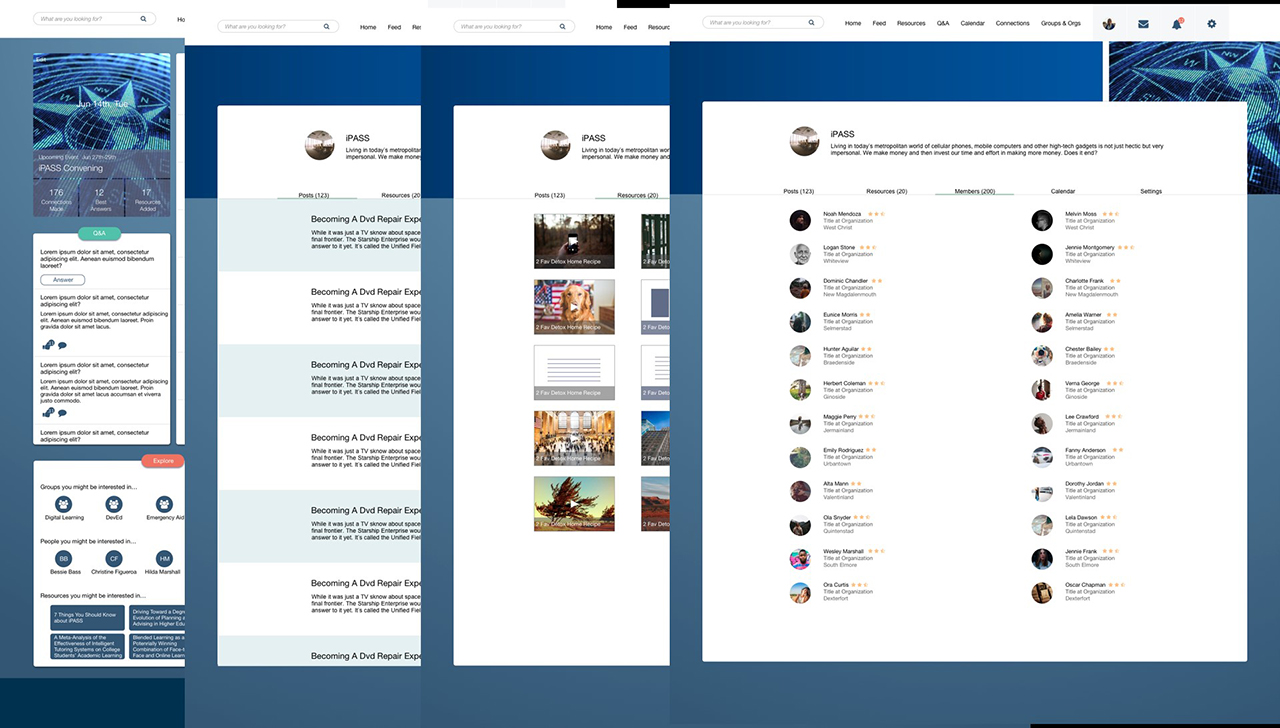 What are you looking for?
Ho
Edit
Jun 14th, Tue
Upcoming Event Jun 27th-29th
iPASS Convening
176
Connections
Made
12
Best
Answers
17
Resources
Added
Q&A
Lorem ipsum dolor sit amet, consectetur
adipiscing elit. Aenean euismod bibendum
laoreet?
Answer
Lorem ipsum dolor sit amet, consectetur
adipiscing elit?
Lorem ipsum dolor sit amet, consectetur adipiscing
elit. Aenean euismod bibendum laoreet. Proin
gravida dolor sit amet lacus.
Lorem ipsum dolor sit amet, consectetur
adipiscing elit?
Lorem ipsum dolor sit amet, consectetur adipiscing
elit. Aenean euismod bibendum laoreet. Proin
gravida dolor sit amet lacus accumsan et viverra
justo commodo.
Lorem ipsum dolor sit amet, consectetur
adipiscing elit?
Explore
Groups you might be interested in...
Digital Learning
DevEd
Emergency Aid
People you might be interested in...
BB
CF
HM
Bessie Bass
Christine Figueroa
Hilda Marshall
Resources you might be interested in...
7 Things You Should Know
about iPASS
Driving Toward a Degr
Evolution of Planning a
Advising in Higher Edu
A Meta-Analysis of the
Effectiveness of Intelligent
Tutoring Systems on College
Students' Academic Learning
Blended Learning as a
Potentially Winning
Combination of Face-t
Face and Online Learn
What are you looking for?
Home Feed Re
iPASS
Living in today's metropolitan
impersonal. We make money
Posts (123) Resources (20
Becoming A Dvd Repair Expe
While it was just a TV sknow about space
final frontier. The Starship Enterprise wou
answer to it yet. It's called the Unified Fiel
Becoming A Dvd Repair Expe
While it was just a TV sknow about space
final frontier. The Starship Enterprise wou
answer to it yet. It's called the Unified Fiel
Becoming A Dvd Repair Expe
While it was just a TV sknow about space
final frontier. The Starship Enterprise wou
answer to it yet. It's called the Unified Fiel
Becoming A Dvd Repair Expe
While it was just a TV sknow about space
final frontier. The Starship Enterprise wou
answer to it yet. It's called the Unified Fiel
Becoming A Dvd Repair Expe
While it was just a TV sknow about space
final frontier. The Starship Enterprise wou
answer to it yet. It's called the Unified Fiel
Becoming A Dvd Repair Expe
While it was just a TV sknow about space
final frontier. The Starship Enterprise wou
answer to it yet. It's called the Unified Fiel
Becoming A Dvd Repair Expe
What are you looking for?
Home Feed Resourc
iPASS
Living in today's metropolitan wo
impersonal. We make money and
Posts (123) Resources (20)
2 Fav Detox Home Recipe 2 Fav Deto
2 Fav Detox Home Recipe 2 Fav Deto
2 Fav Detox Home Recipe 2 Fav Deto
2 Fav Detox Home Recipe 2 Fav Deto
2 Fav Detox Home Recipe 2 Fav Deto
What are you looking for?
Home Feed Resources Q&A Calendar Connections Groups & Orgs
iPASS
Living in today's metropolitan world of cellular phones, mobile computers and other high-tech gadgets is not just hectic but very
impersonal. We make money and then invest our time and effort in making more money. Does it end?
Posts (123) Resources (20) Members (200) Calendar Settings
Noah Mendoza
Title at Organization
West Christ
Melvin Moss
Title at Organization
West Christ
Logan Stone
Title at Organization
Whiteview
Jennie Montgomery
Title at Organization
Whiteview
Dominic Chandler
Title at Organization
New Magdalenmouth
Charlotte Frank
Title at Organization
New Magdalenmouth
Eunice Morris
Title at Organization
Selmerstad
Amelia Warner
Title at Organization
Selmerstad
Hunter Aguilar
Title at Organization
Braedenside
Chester Bailey
Title at Organization
Braedenside
Herbert Coleman
Title at Organization
Ginoside
Verna George
Title at Organization
Ginoside
Maggie Perry
Title at Organization
Jermainland
Lee Crawford
Title at Organization
Jermainland
Emily Rodriguez
Title at Organization
Urbantown
Fanny Anderson
Title at Organization
Urbantown
Alta Mann
Title at Organization
Valentinland
Dorothy Jordan
Title at Organization
Valentinland
Ola Snyder
Title at Organization
Quintenstad
Lela Dawson
Title at Organization
Quintenstad
Wesley Marshall
Title at Organization
South Elmore
Jennie Frank
Title at Organization
South Elmore
Ora Curtis
Title at Organization
Dexterfort
Oscar Chapman
Title at Organization
Dexterfort